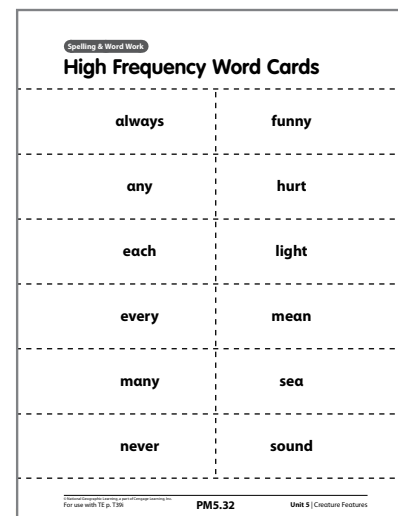 Spelling & Word Work
High Frequency Word Cards
always funny
any hurt
each light
every mean
many sea
never sound
© National Geographic Learning, a part of Cengage Learning, Inc.
For use with TE p. T39i PM5.32 Unit 5 | Creature Features